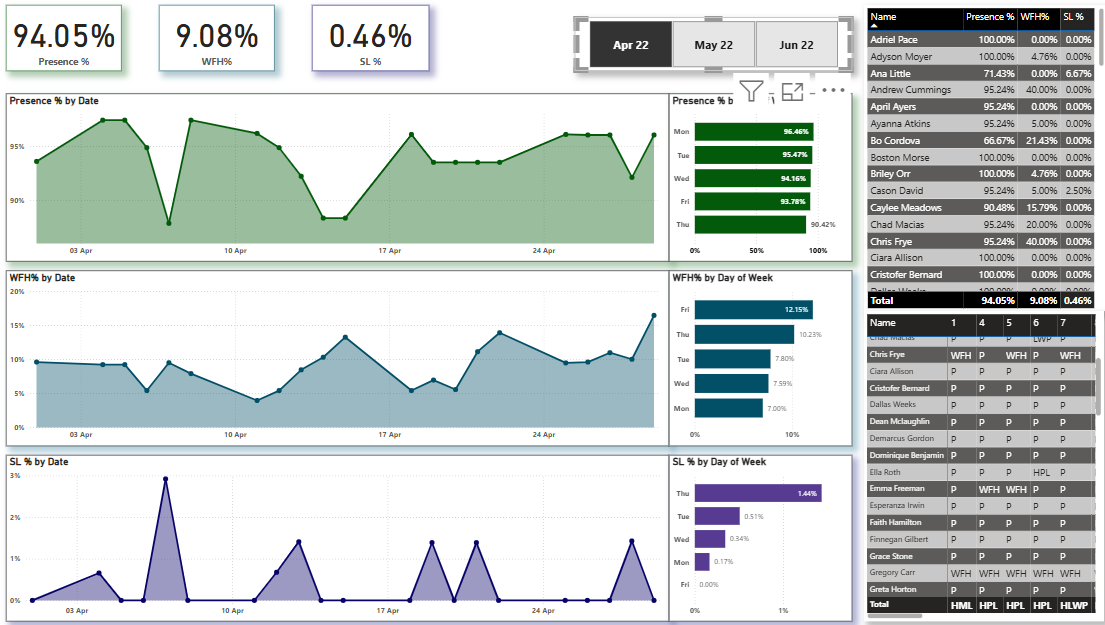 94.05%
Presence %
9.08%
WFH%
0.46%
SL %
Apr 22
May 22
Jun 22
Presence % by Date
95%
90%
03 Apr
10 Apr
17 Apr
24 Apr
Presence % b
Mon 96.46%
Tue 95.47%
Wed 94.16%
Fri 93.78%
Thu 90.42%
0% 50% 100%
WFH% by Date
20%
15%
10%
5%
0%
03 Apr
10 Apr
17 Apr
24 Apr
WFH% by Day of Week
Fri 12.15%
Thu 10.23%
Tue 7.80%
Wed 7.59%
Mon 7.00%
0% 10%
SL % by Date
3%
2%
1%
0%
03 Apr
10 Apr
17 Apr
24 Apr
SL % by Day of Week
Thu 1.44%
Tue 0.51%
Wed 0.34%
Mon 0.17%
Fri 0.00%
0% 1%
Name Presence % WFH% SL %
Adriel Pace 100.00% 0.00% 0.00%
Adyson Moyer 100.00% 4.76% 0.00%
Ana Little 71.43% 0.00% 6.67%
Andrew Cummings 95.24% 40.00% 0.00%
April Ayers 95.24% 0.00% 0.00%
Ayanna Atkins 95.24% 5.00% 0.00%
Bo Cordova 66.67% 21.43% 0.00%
Boston Morse 100.00% 0.00% 0.00%
Briley Orr 100.00% 4.76% 0.00%
Cason David 95.24% 5.00% 2.50%
Caylee Meadows 90.48% 15.79% 0.00%
Chad Macias 95.24% 20.00% 0.00%
Chris Frye 95.24% 40.00% 0.00%
Ciara Allison 100.00% 0.00% 0.00%
Cristofer Bernard 100.00% 0.00% 0.00%
Dallas Weeks 100.00% 0.00% 0.00%
Total 94.05% 9.08% 0.46%
Name 1 4 5 6 7
Chad Macias P P P LWP P
Chris Frye WFH P WFH P WFH
Ciara Allison P P P P P
Cristofer Bernard P P P P P
Dallas Weeks P P P P P
Dean Mclaughlin P P P P P
Demarcus Gordon P P P P P
Dominique Benjamin P P P P P
Ella Roth P P P HPL P
Emma Freeman P WFH WFH P P
Esperanza Irwin P P P P P
Faith Hamilton P P P P P
Finnegan Gilbert P P P P P
Grace Stone P P P P P
Gregory Carr WFH WFH WFH WFH WFH
Greta Horton P P P P P
Total HML HPL HPL HPL HLWP